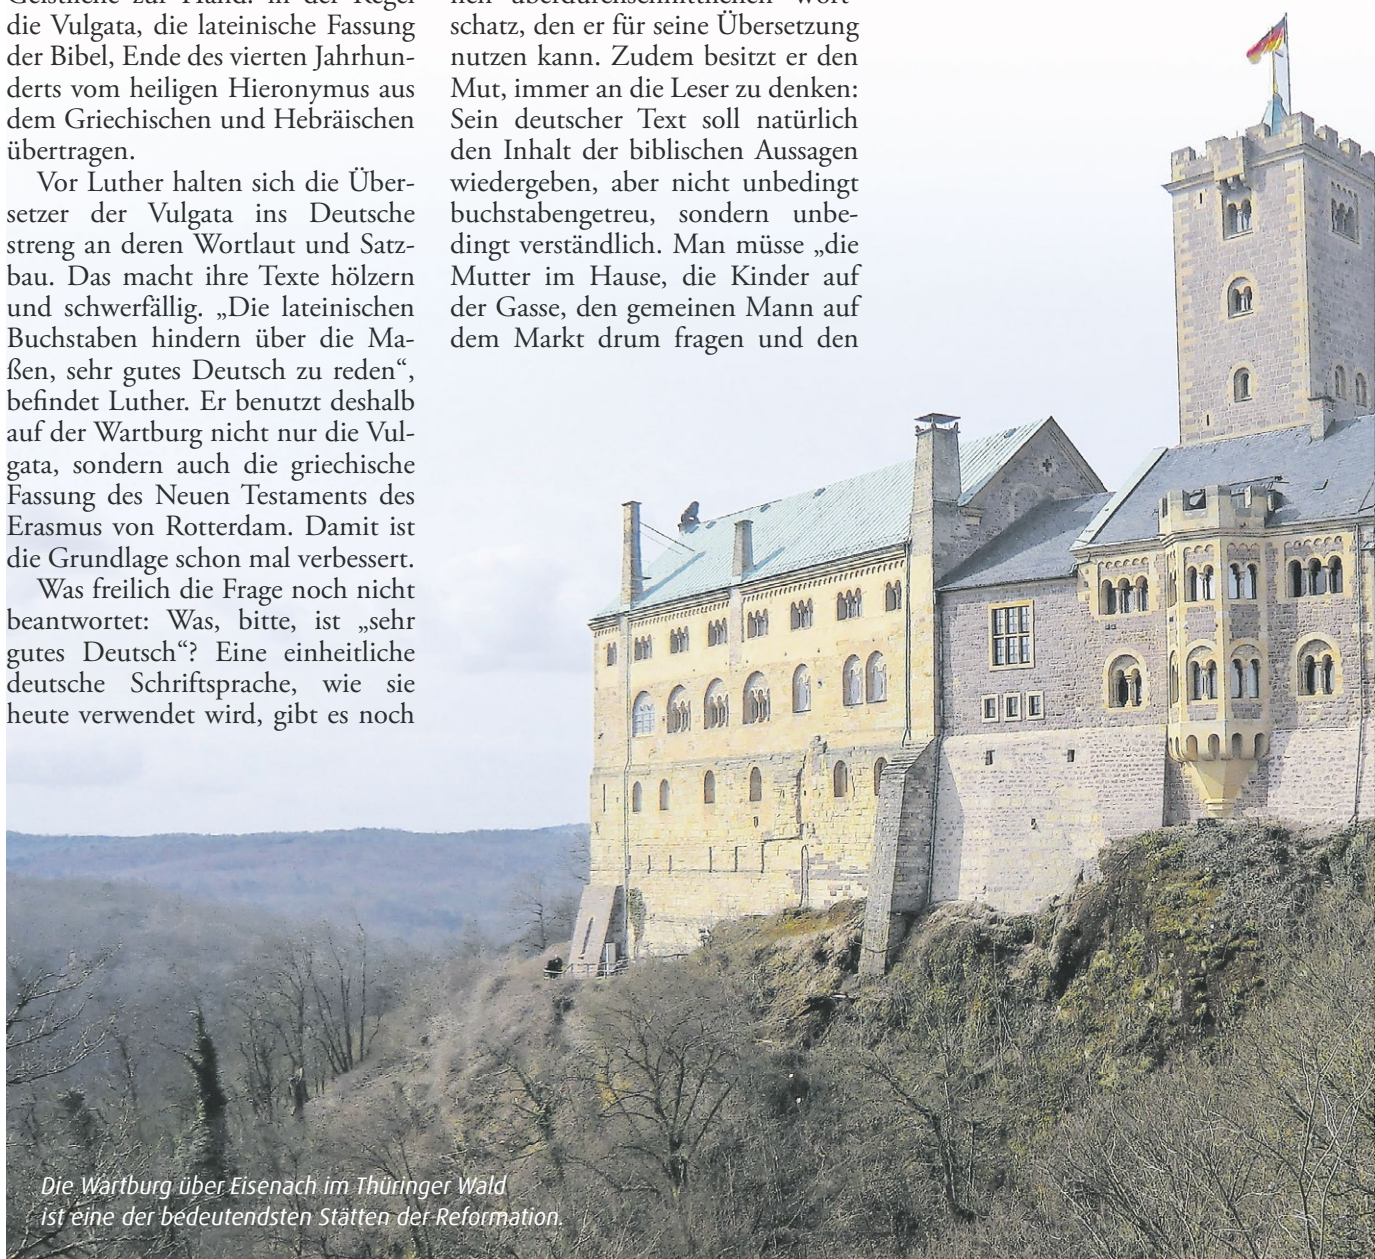 Geistliche zur Hand: in der Regel
die Vulgata, die lateinische Fassung
der Bibel, Ende des vierten Jahrhun-
derts vom heiligen Hieronymus aus
dem Griechischen und Hebräischen
übertragen.
Vor Luther halten sich die Über-
setzer der Vulgata ins Deutsche
streng an deren Wortlaut und Satz-
bau. Das macht ihre Texte hölzern
und schwerfällig. „Die lateinischen
Buchstaben hindern über die Ma-
ßen, sehr gutes Deutsch zu reden“,
befindet Luther. Er benutzt deshalb
auf der Wartburg nicht nur die Vul-
gata, sondern auch die griechische
Fassung des Neuen Testaments des
Erasmus von Rotterdam. Damit ist
die Grundlage schon mal verbessert.
Was freilich die Frage noch nicht
beantwortet: Was, bitte, ist „sehr
gutes Deutsch“? Eine einheitliche
deutsche Schriftsprache, wie sie
heute verwendet wird, gibt es noch
nen überdurchschnittlichen Wort-
schatz, den er für seine Übersetzung
nutzen kann. Zudem besitzt er den
Mut, immer an die Leser zu denken:
Sein deutscher Text soll natürlich
den Inhalt der biblischen Aussagen
wiedergeben, aber nicht unbedingt
buchstabengetreu, sondern unbe-
dingt verständlich. Man müsse „die
Mutter im Hause, die Kinder auf
der Gasse, den gemeinen Mann auf
dem Markt drum fragen und den
Die Wartburg über Eisenach im Thüringer Wald
ist eine der bedeutendsten Stätten der Reformation.